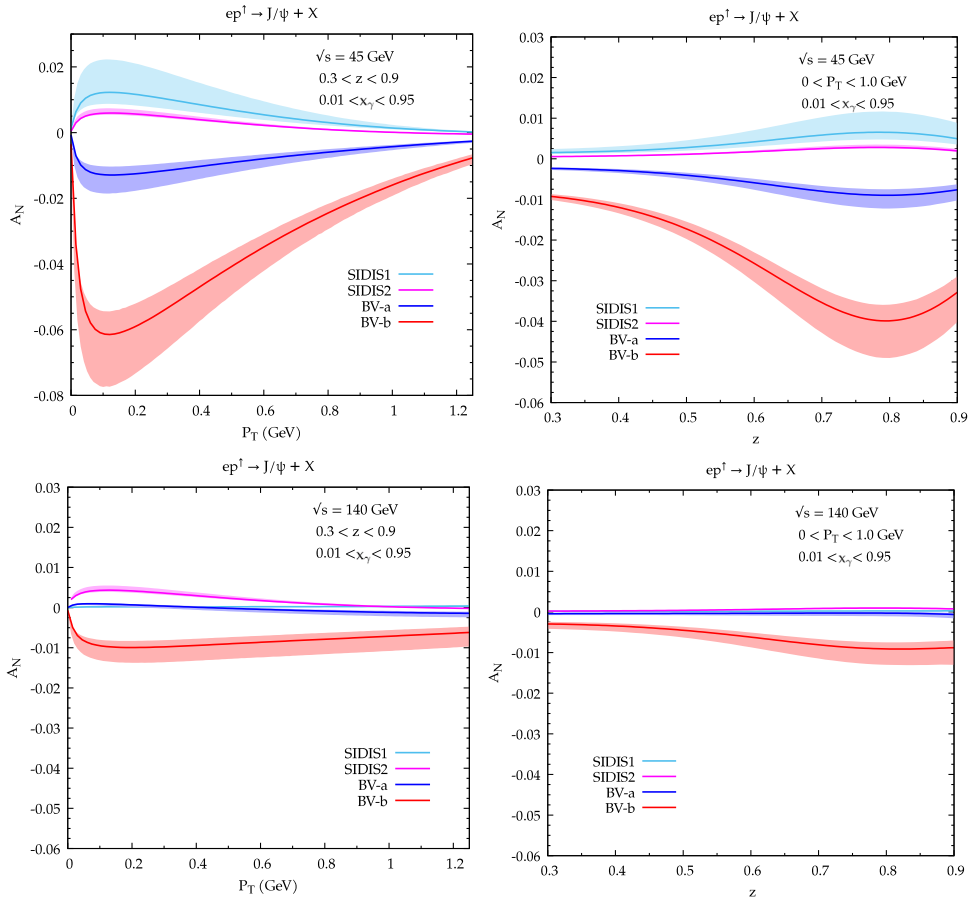 ep↑ → J/ψ + X
√s = 45 GeV
0.3 < z < 0.9
0.01 <xγ< 0.95
0.02
0
-0.02
-0.04
-0.06
-0.08
A_N
SIDIS1
SIDIS2
BV-a
BV-b
0 0.2 0.4 0.6 0.8 1 1.2
P_T (GeV)
ep↑ → J/ψ + X
√s = 45 GeV
0 < P_T < 1.0 GeV
0.01 <xγ< 0.95
0.03
0.02
0.01
0
-0.01
-0.02
-0.03
-0.04
-0.05
-0.06
A_N
SIDIS1
SIDIS2
BV-a
BV-b
0.3 0.4 0.5 0.6 0.7 0.8 0.9
z
ep↑ → J/ψ + X
√s = 140 GeV
0.3 < z < 0.9
0.01 <xγ< 0.95
0.03
0.02
0.01
0
-0.01
-0.02
-0.03
-0.04
-0.05
-0.06
A_N
SIDIS1
SIDIS2
BV-a
BV-b
0 0.2 0.4 0.6 0.8 1 1.2
P_T (GeV)
ep↑ → J/ψ + X
√s = 140 GeV
0 < P_T < 1.0 GeV
0.01 <xγ< 0.95
0.03
0.02
0.01
0
-0.01
-0.02
-0.03
-0.04
-0.05
-0.06
A_N
SIDIS1
SIDIS2
BV-a
BV-b
0.3 0.4 0.5 0.6 0.7 0.8 0.9
z